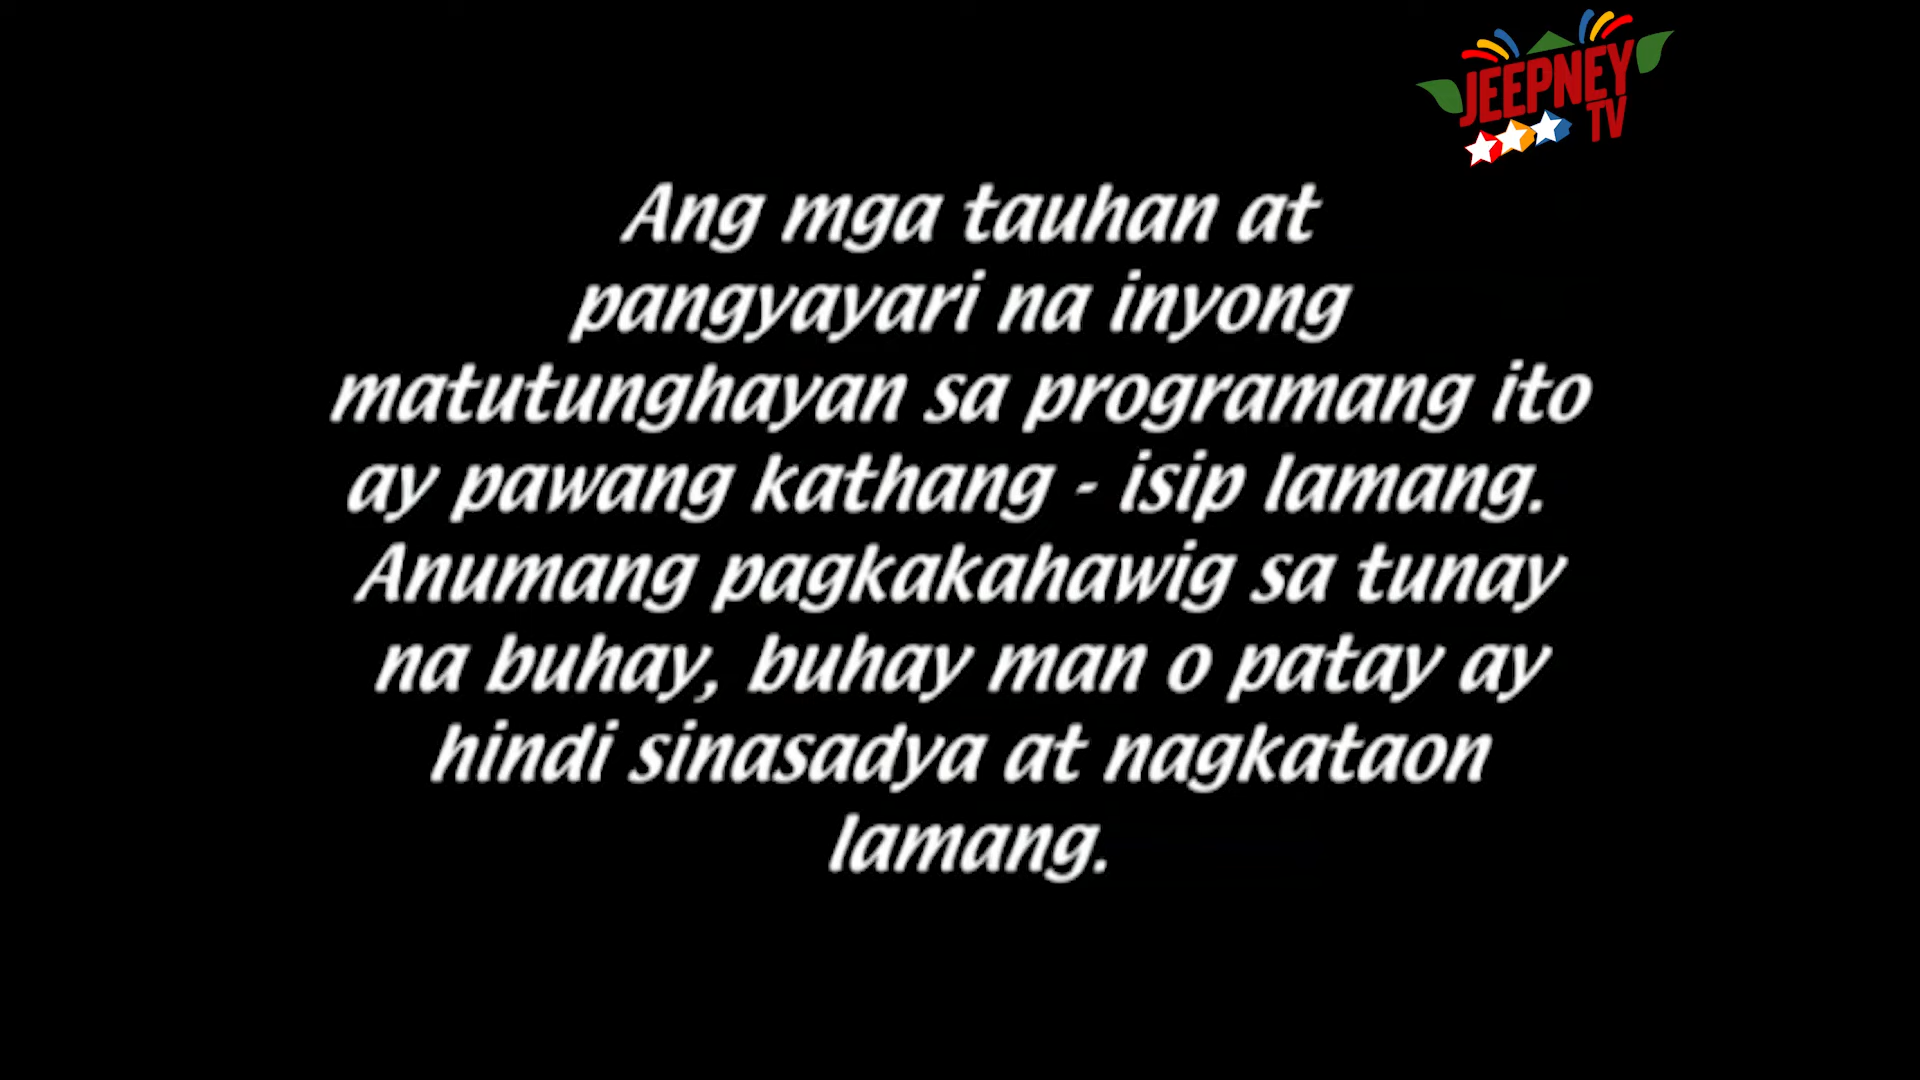 JEEPNEY
TV
Ang mga tauhan at
pangyayari na inyong
matutunghayan sa programang ito
ay pawang kathang - isip lamang.
Anumang pagkakahawig sa tunay
na buhay, buhay man o patay ay
hindi sinasadya at nagkataon
lamang.